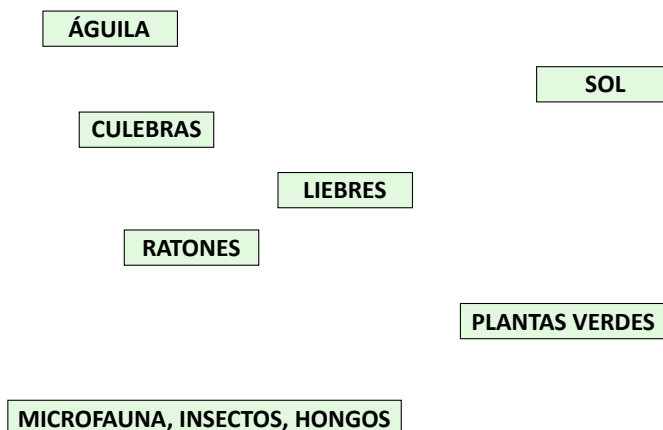 ÁGUILA
SOL
CULEBRAS
LIEBRES
RATONES
PLANTAS VERDES
MICROFAUNA, INSECTOS, HONGOS